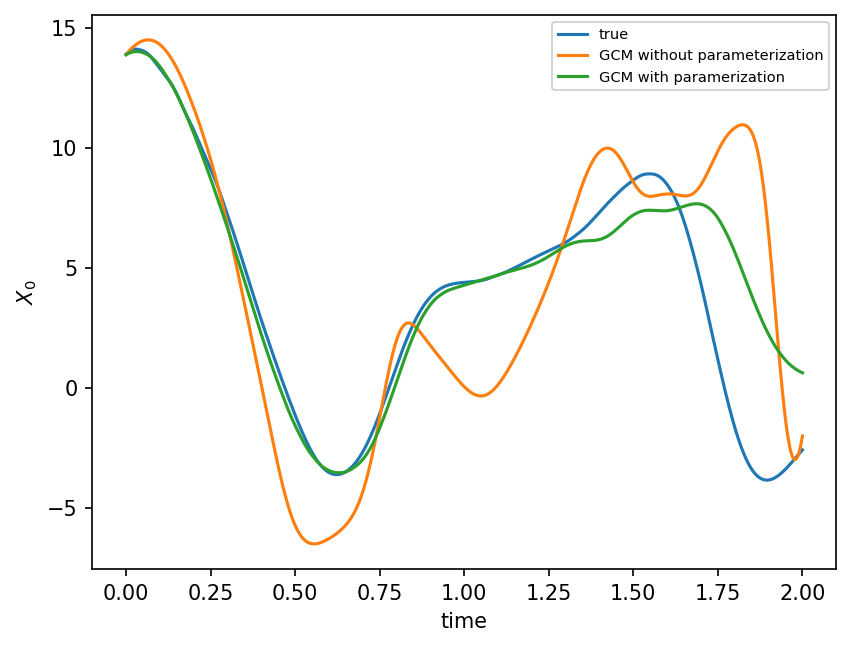 true
GCM without parameterization
GCM with paramerization
15
10
5
0
−5
X₀
0.00 0.25 0.50 0.75 1.00 1.25 1.50 1.75 2.00
time